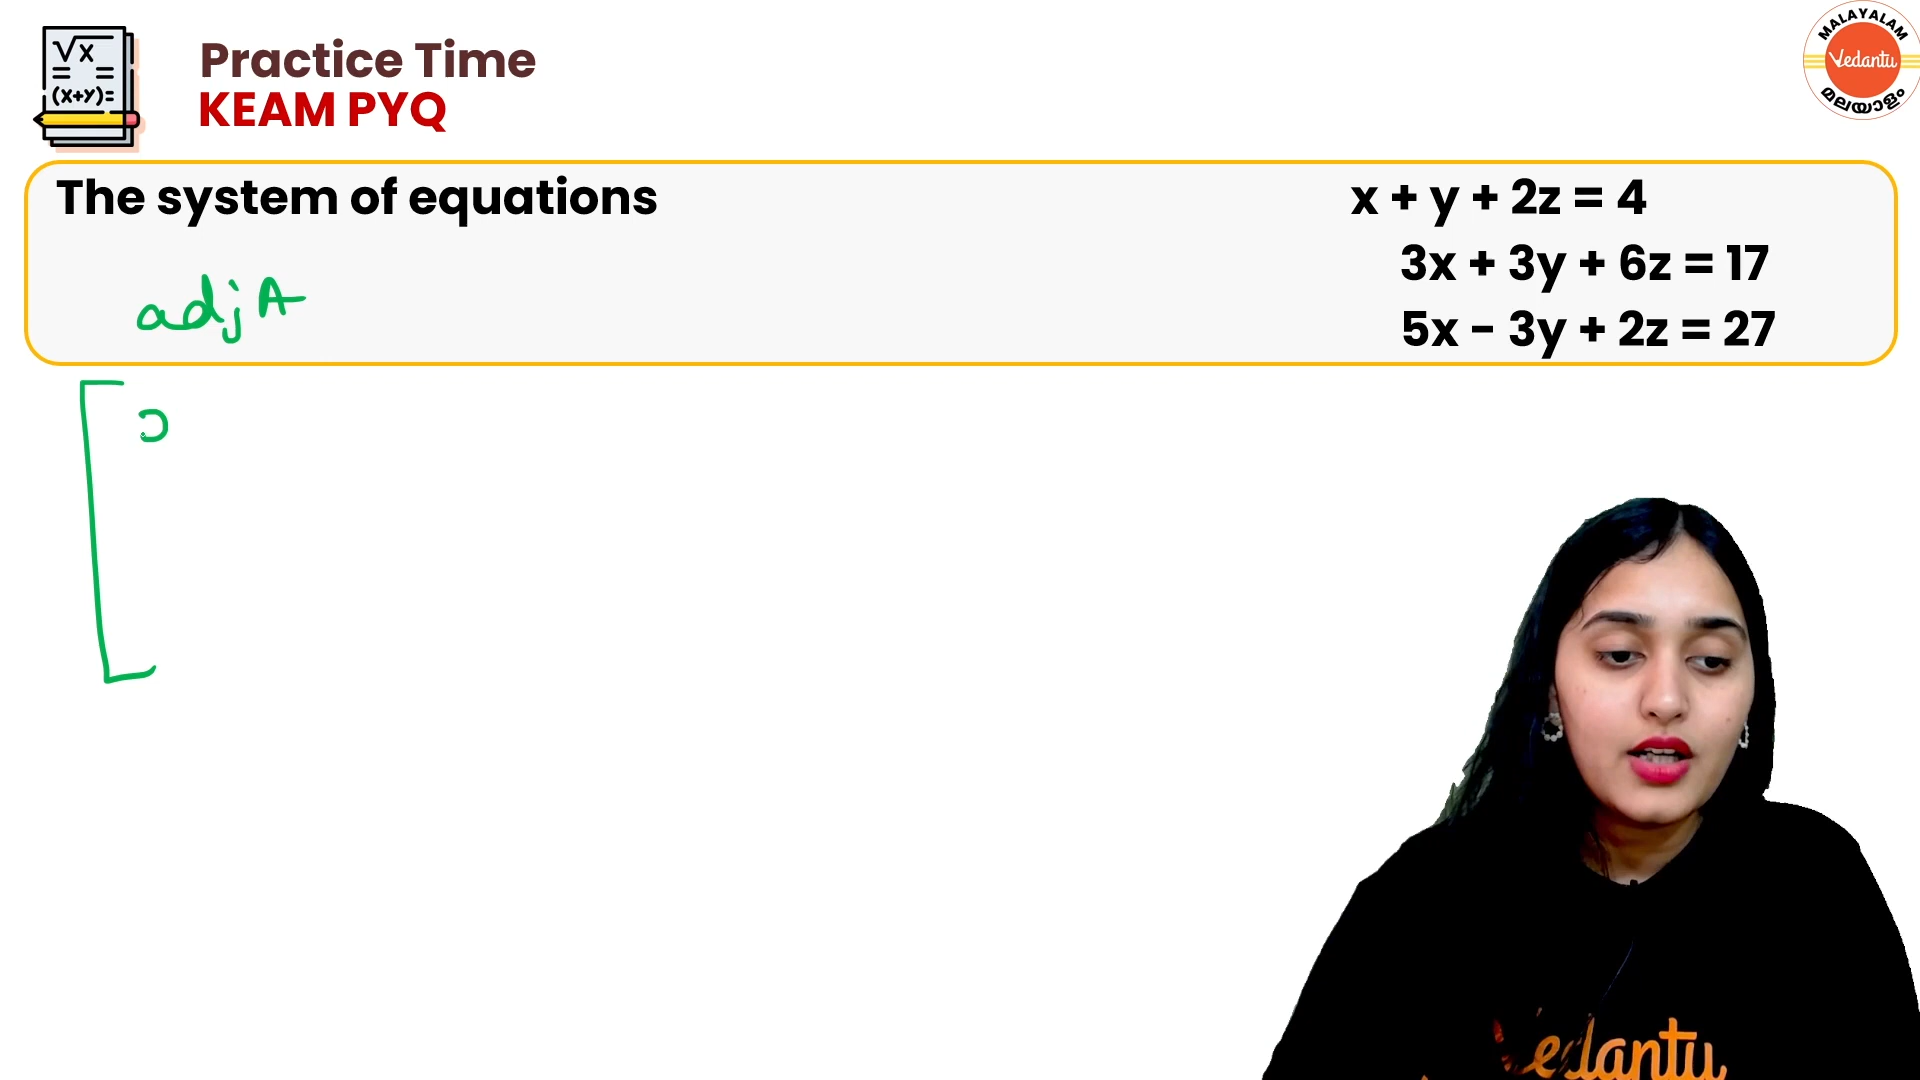 √x
= =
(x+y)=
Practice Time
KEAM PYQ
MALAYALAM
Vedantu
മലയാളം
The system of equations
x + y + 2z = 4
3x + 3y + 6z = 17
5x - 3y + 2z = 27
adj A
Vedantu